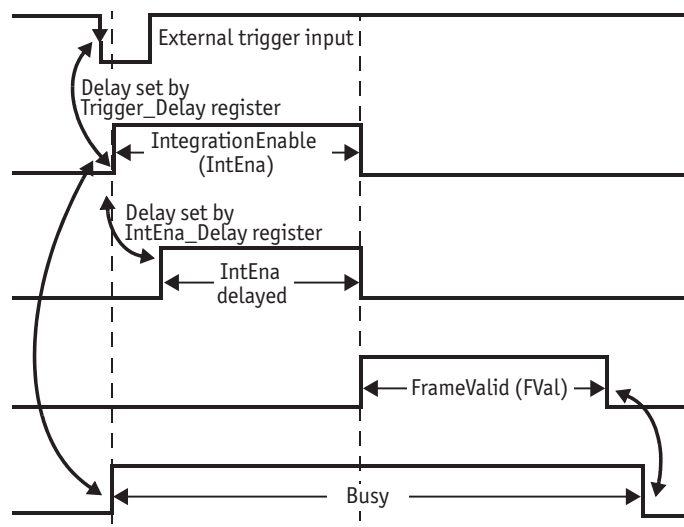 External trigger input
Delay set by
Trigger_Delay register
IntegrationEnable
(IntEna)
Delay set by
IntEna_Delay register
IntEna
delayed
FrameValid (FVal)
Busy